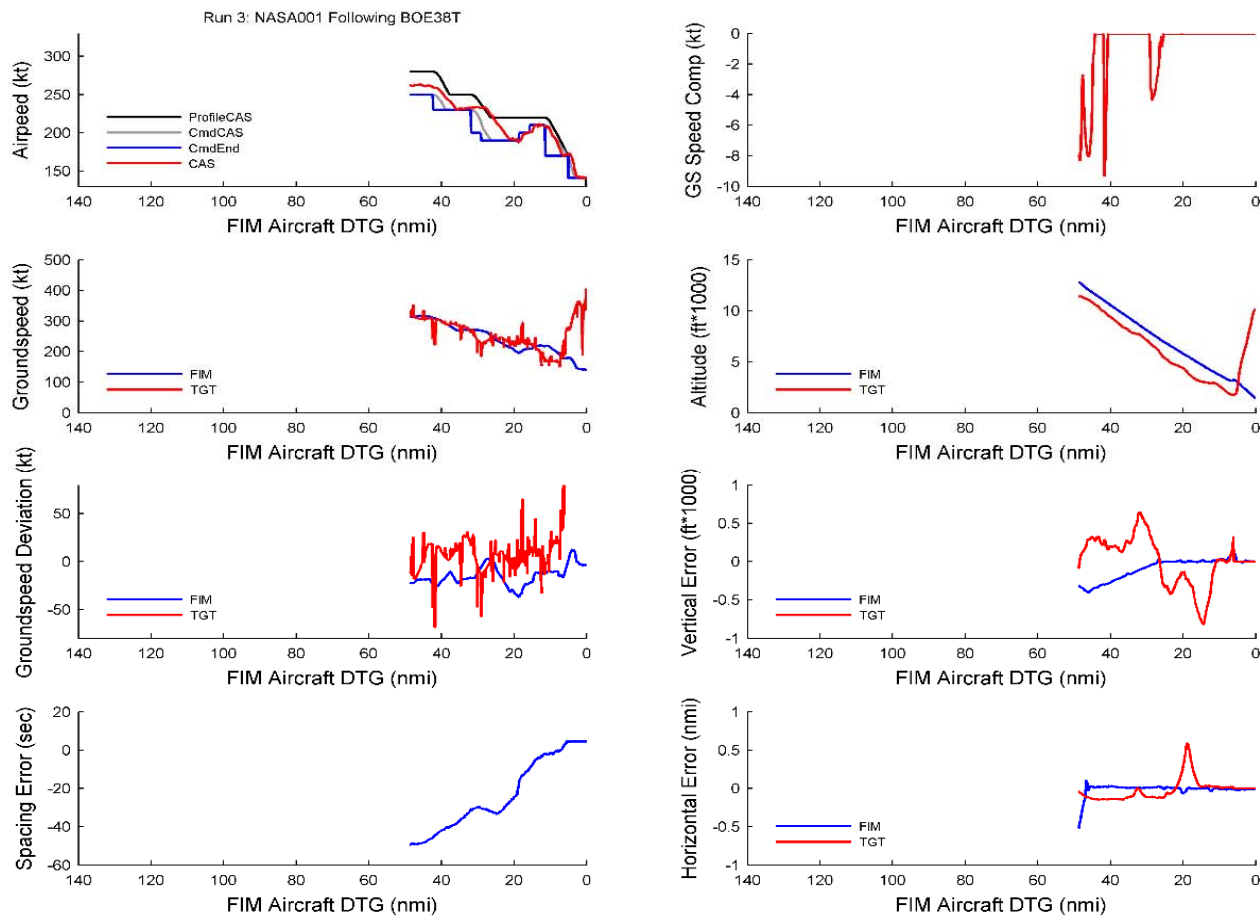 Run 3: NASA001 Following BOE38T
Airpeed (kt)
300
250
200
150
ProfileCAS
CmdCAS
CmdEnd
CAS
140 120 100 80 60 40 20 0
FIM Aircraft DTG (nmi)
GS Speed Comp (kt)
0
-2
-4
-6
-8
-10
140 120 100 80 60 40 20 0
FIM Aircraft DTG (nmi)
Groundspeed (kt)
500
400
300
200
100
0
FIM
TGT
140 120 100 80 60 40 20 0
FIM Aircraft DTG (nmi)
Altitude (ft*1000)
15
10
5
0
FIM
TGT
140 120 100 80 60 40 20 0
FIM Aircraft DTG (nmi)
Groundspeed Deviation (kt)
50
0
-50
FIM
TGT
140 120 100 80 60 40 20 0
FIM Aircraft DTG (nmi)
Vertical Error (ft*1000)
1
0.5
0
-0.5
-1
FIM
TGT
140 120 100 80 60 40 20 0
FIM Aircraft DTG (nmi)
Spacing Error (sec)
20
0
-20
-40
-60
140 120 100 80 60 40 20 0
FIM Aircraft DTG (nmi)
Horizontal Error (nmi)
1
0.5
0
-0.5
-1
FIM
TGT
140 120 100 80 60 40 20 0
FIM Aircraft DTG (nmi)